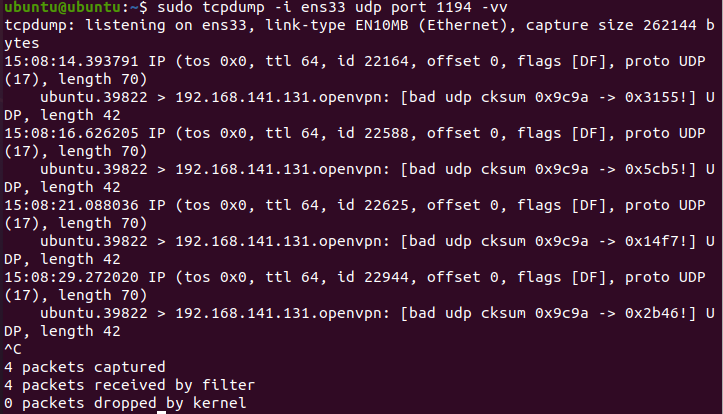 ubuntu@ubuntu:~$ sudo tcpdump -i ens33 udp port 1194 -vv
tcpdump: listening on ens33, link-type EN10MB (Ethernet), capture size 262144 b
ytes
15:08:14.393791 IP (tos 0x0, ttl 64, id 22164, offset 0, flags [DF], proto UDP
(17), length 70)
    ubuntu.39822 > 192.168.141.131.openvpn: [bad udp cksum 0x9c9a -> 0x3155!] U
DP, length 42
15:08:16.626205 IP (tos 0x0, ttl 64, id 22588, offset 0, flags [DF], proto UDP
(17), length 70)
    ubuntu.39822 > 192.168.141.131.openvpn: [bad udp cksum 0x9c9a -> 0x5cb5!] U
DP, length 42
15:08:21.088036 IP (tos 0x0, ttl 64, id 22625, offset 0, flags [DF], proto UDP
(17), length 70)
    ubuntu.39822 > 192.168.141.131.openvpn: [bad udp cksum 0x9c9a -> 0x14f7!] U
DP, length 42
15:08:29.272020 IP (tos 0x0, ttl 64, id 22944, offset 0, flags [DF], proto UDP
(17), length 70)
    ubuntu.39822 > 192.168.141.131.openvpn: [bad udp cksum 0x9c9a -> 0x2b46!] U
DP, length 42
^C
4 packets captured
4 packets received by filter
0 packets dropped by kernel